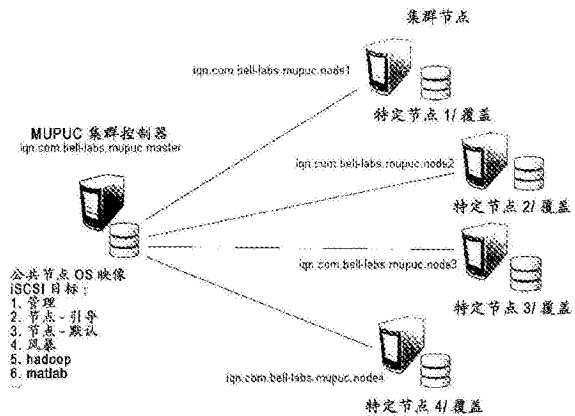 集群节点
iqn.com.bell-labs.mupuc.node1
特定节点 1/ 覆盖
MUPUC 集群控制器
iqn.com.bell-labs.mupuc.master
iqn.com.bell-labs.mupuc.node2
特定节点 2/ 覆盖
iqn.com.bell-labs.mupuc.node3
特定节点 3/ 覆盖
公共节点 OS 映像
iSCSI 目标：
1. 管理
2. 节点 - 引导
3. 节点 - 默认
4. 风暴
5. hadoop
6. matlab
...
iqn.com.bell-labs.mupuc.node4
特定节点 4/ 覆盖